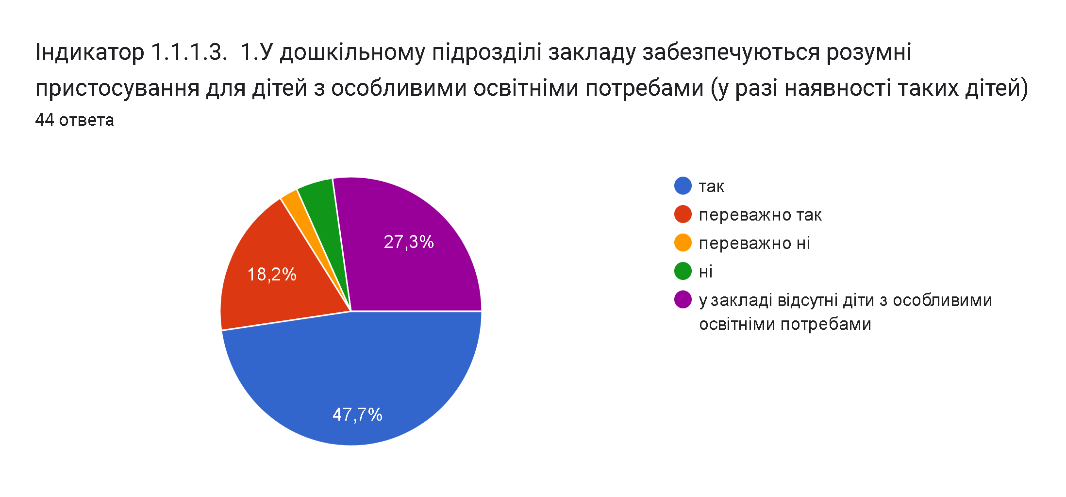 Індикатор 1.1.1.3.  1.У дошкільному підрозділі закладу забезпечуються розумні
пристосування для дітей з особливими освітніми потребами (у разі наявності таких дітей)
44 ответа
27,3%
18,2%
47,7%
так
переважно так
переважно ні
ні
у закладі відсутні діти з особливими
освітніми потребами